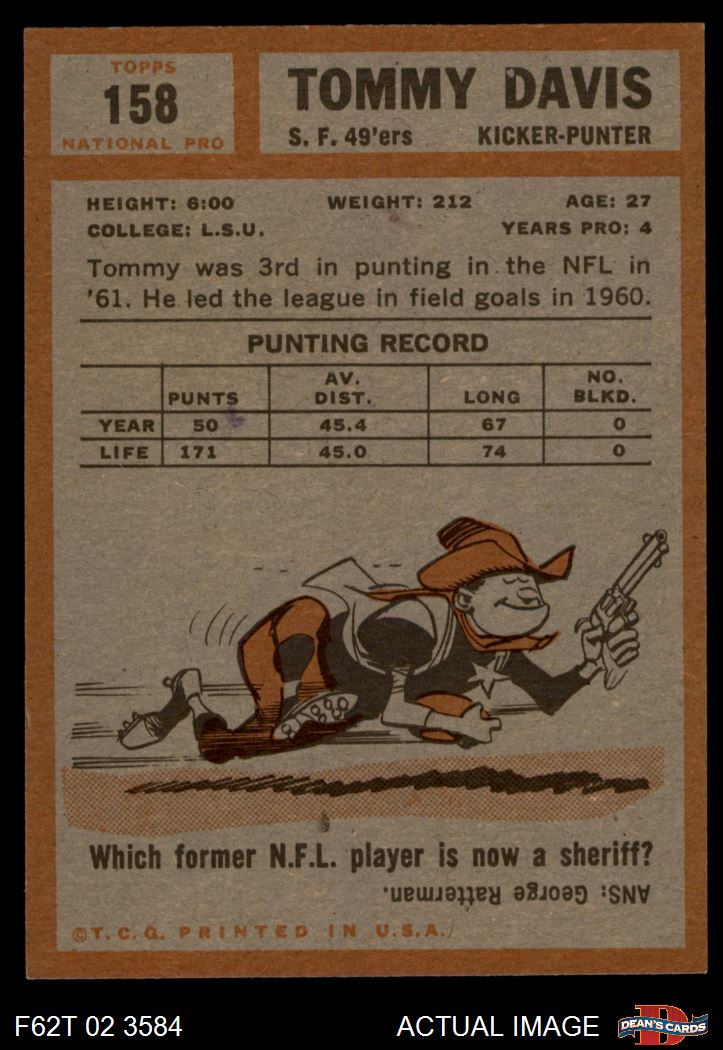 TOPPS
158
NATIONAL PRO
TOMMY DAVIS
S. F. 49'ers KICKER-PUNTER
HEIGHT: 6:00 WEIGHT: 212 AGE: 27
COLLEGE: L.S.U. YEARS PRO: 4
Tommy was 3rd in punting in the NFL in
'61. He led the league in field goals in 1960.
PUNTING RECORD
PUNTS AV. DIST. LONG NO. BLKD.
YEAR 50 45.4 67 0
LIFE 171 45.0 74 0
Which former N.F.L. player is now a sheriff?
ANS: George Ratterman.
©T.C.G. PRINTED IN U.S.A.
F62T 02 3584 ACTUAL IMAGE DEAN'S CARDS